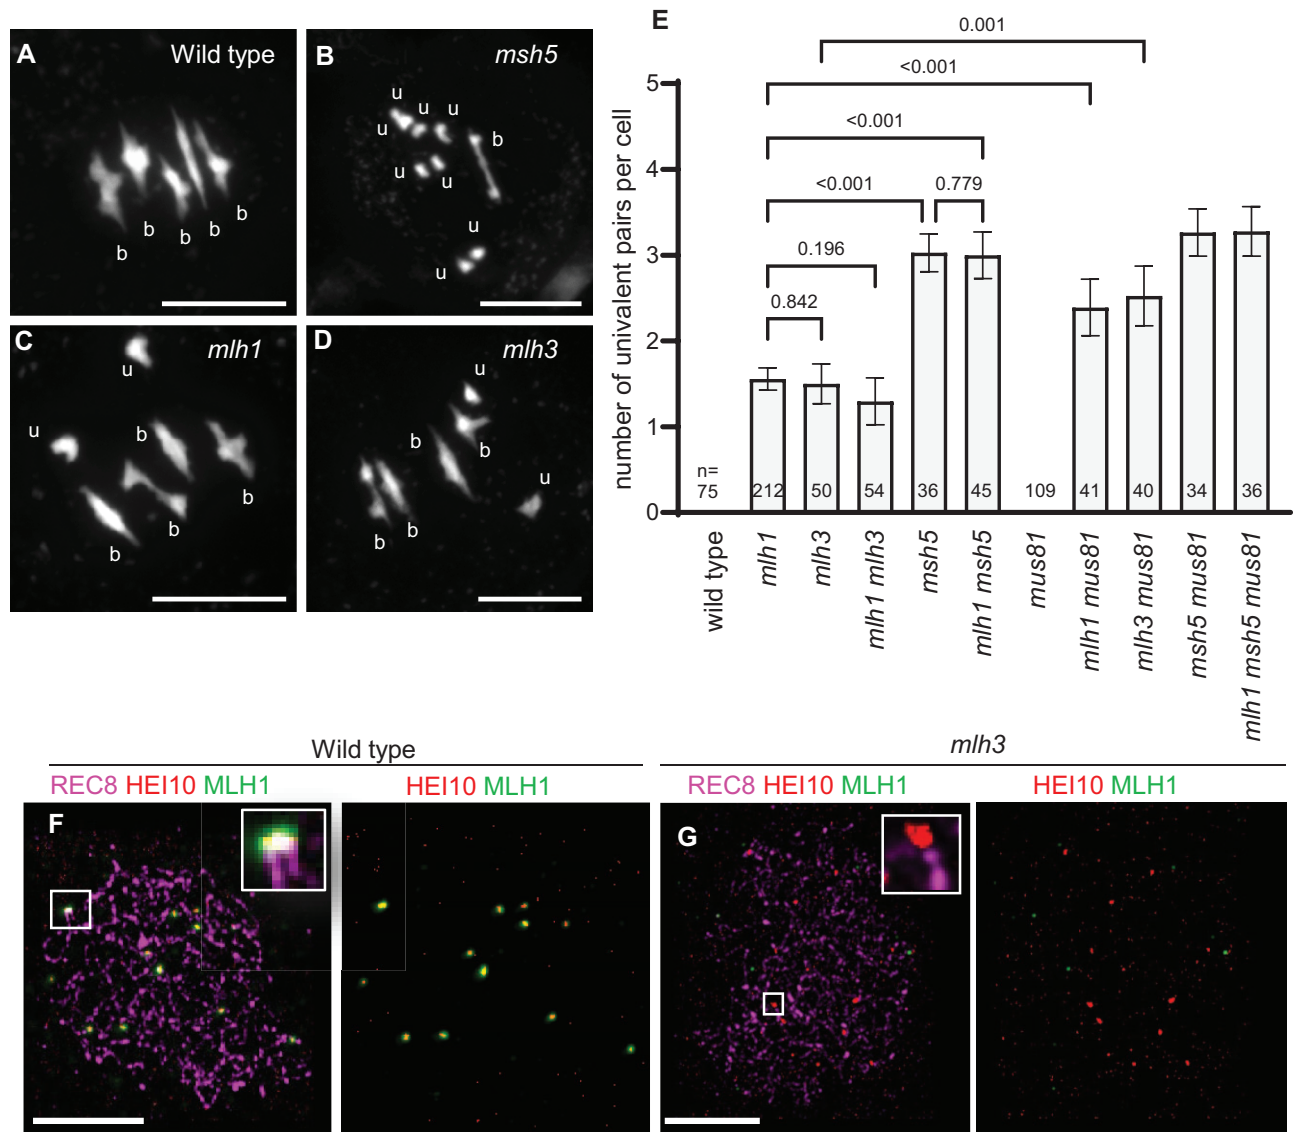 A Wild type
b b b b b
B msh5
u u u u b u u u u
C mlh1
u u b b b b
D mlh3
u b b u b b
E
number of univalent pairs per cell
5
4
3
2
1
0
0.001
<0.001
<0.001
<0.001 0.779
0.196
0.842
n=
75 212 50 54 36 45 109 41 40 34 36
wild type
mlh1
mlh3
mlh1 mlh3
msh5
mlh1 msh5
mus81
mlh1 mus81
mlh3 mus81
msh5 mus81
mlh1 msh5 mus81
Wild type
mlh3
REC8 HEI10 MLH1
HEI10 MLH1
REC8 HEI10 MLH1
HEI10 MLH1
F
G